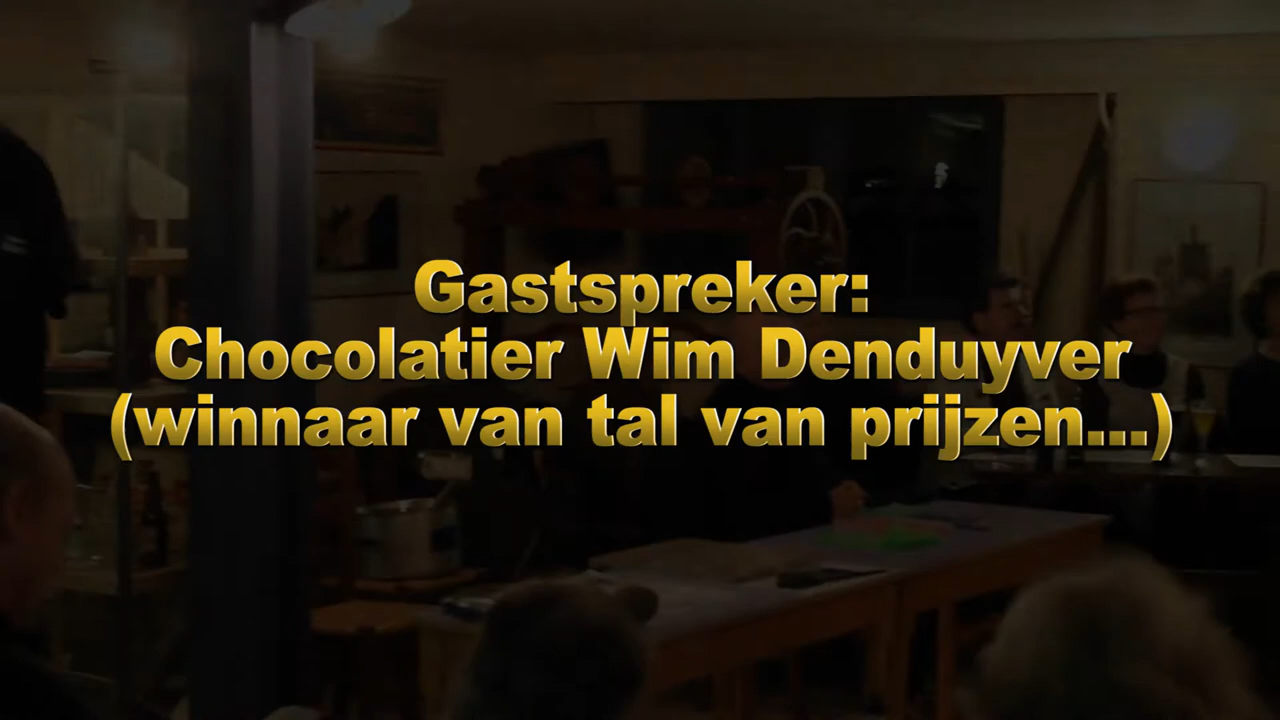 Gastspreker:
Chocolatier Wim Denduyver
(winnaar van tal van prijzen...)